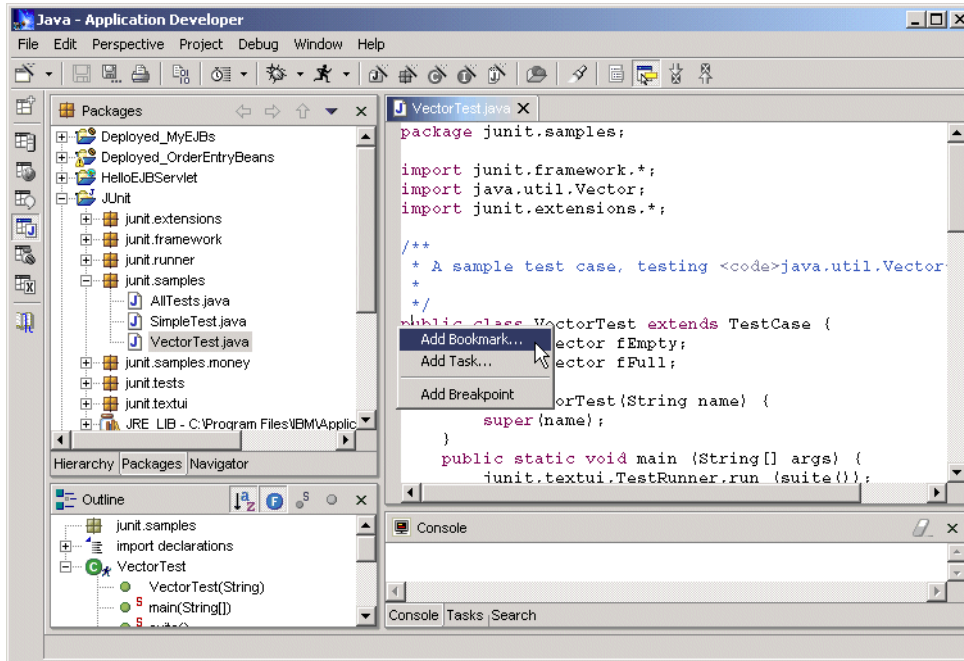 Java - Application Developer
File Edit Perspective Project Debug Window Help
Packages
Deployed_MyEJBs
Deployed_OrderEntryBeans
HelloEJBServlet
JUnit
junit.extensions
junit.framework
junit.runner
junit.samples
AllTests.java
SimpleTest.java
VectorTest.java
junit.samples.money
junit.tests
junit.textui
JRE_LIB - C:\Program Files\IBM\Applic
Hierarchy Packages Navigator
Outline
junit.samples
import declarations
VectorTest
VectorTest(String)
main(String[])
suite()
VectorTest.java
package junit.samples;
import junit.framework.*;
import java.util.Vector;
import junit.extensions.*;
/**
* A sample test case, testing <code>java.util.Vector
*
*/
public class VectorTest extends TestCase {
ector fEmpty;
ector fFull;
orTest(String name) {
super(name);
}
public static void main (String[] args) {
junit.textui.TestRunner.run (suite());
Add Bookmark...
Add Task...
Add Breakpoint
Console
Console Tasks Search